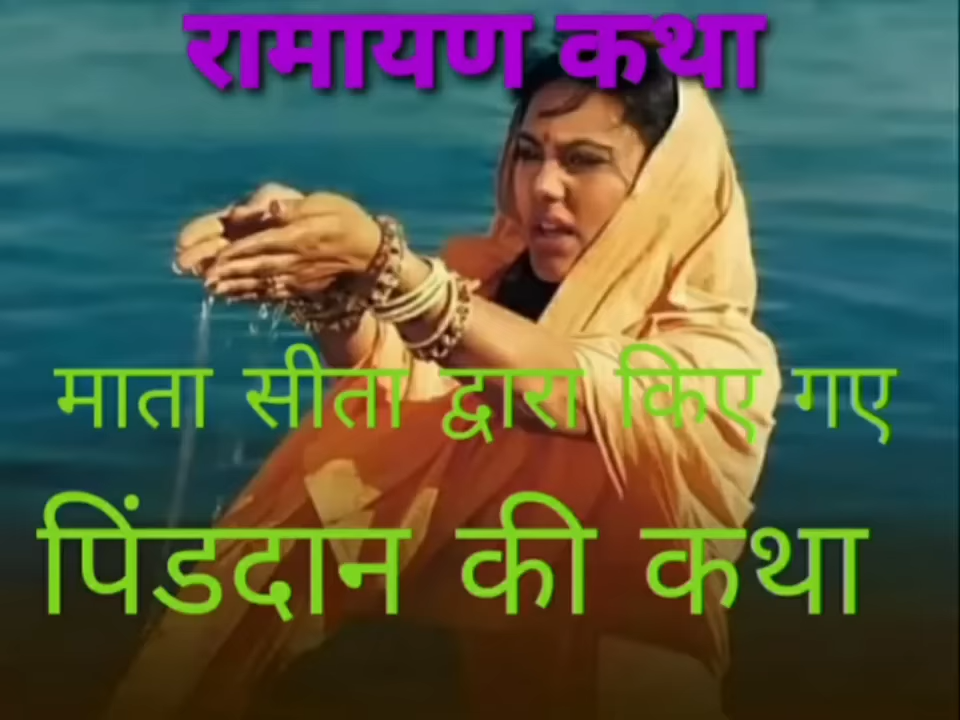 रामायण कथा
माता सीता द्वारा किए गए
पिंडदान की कथा